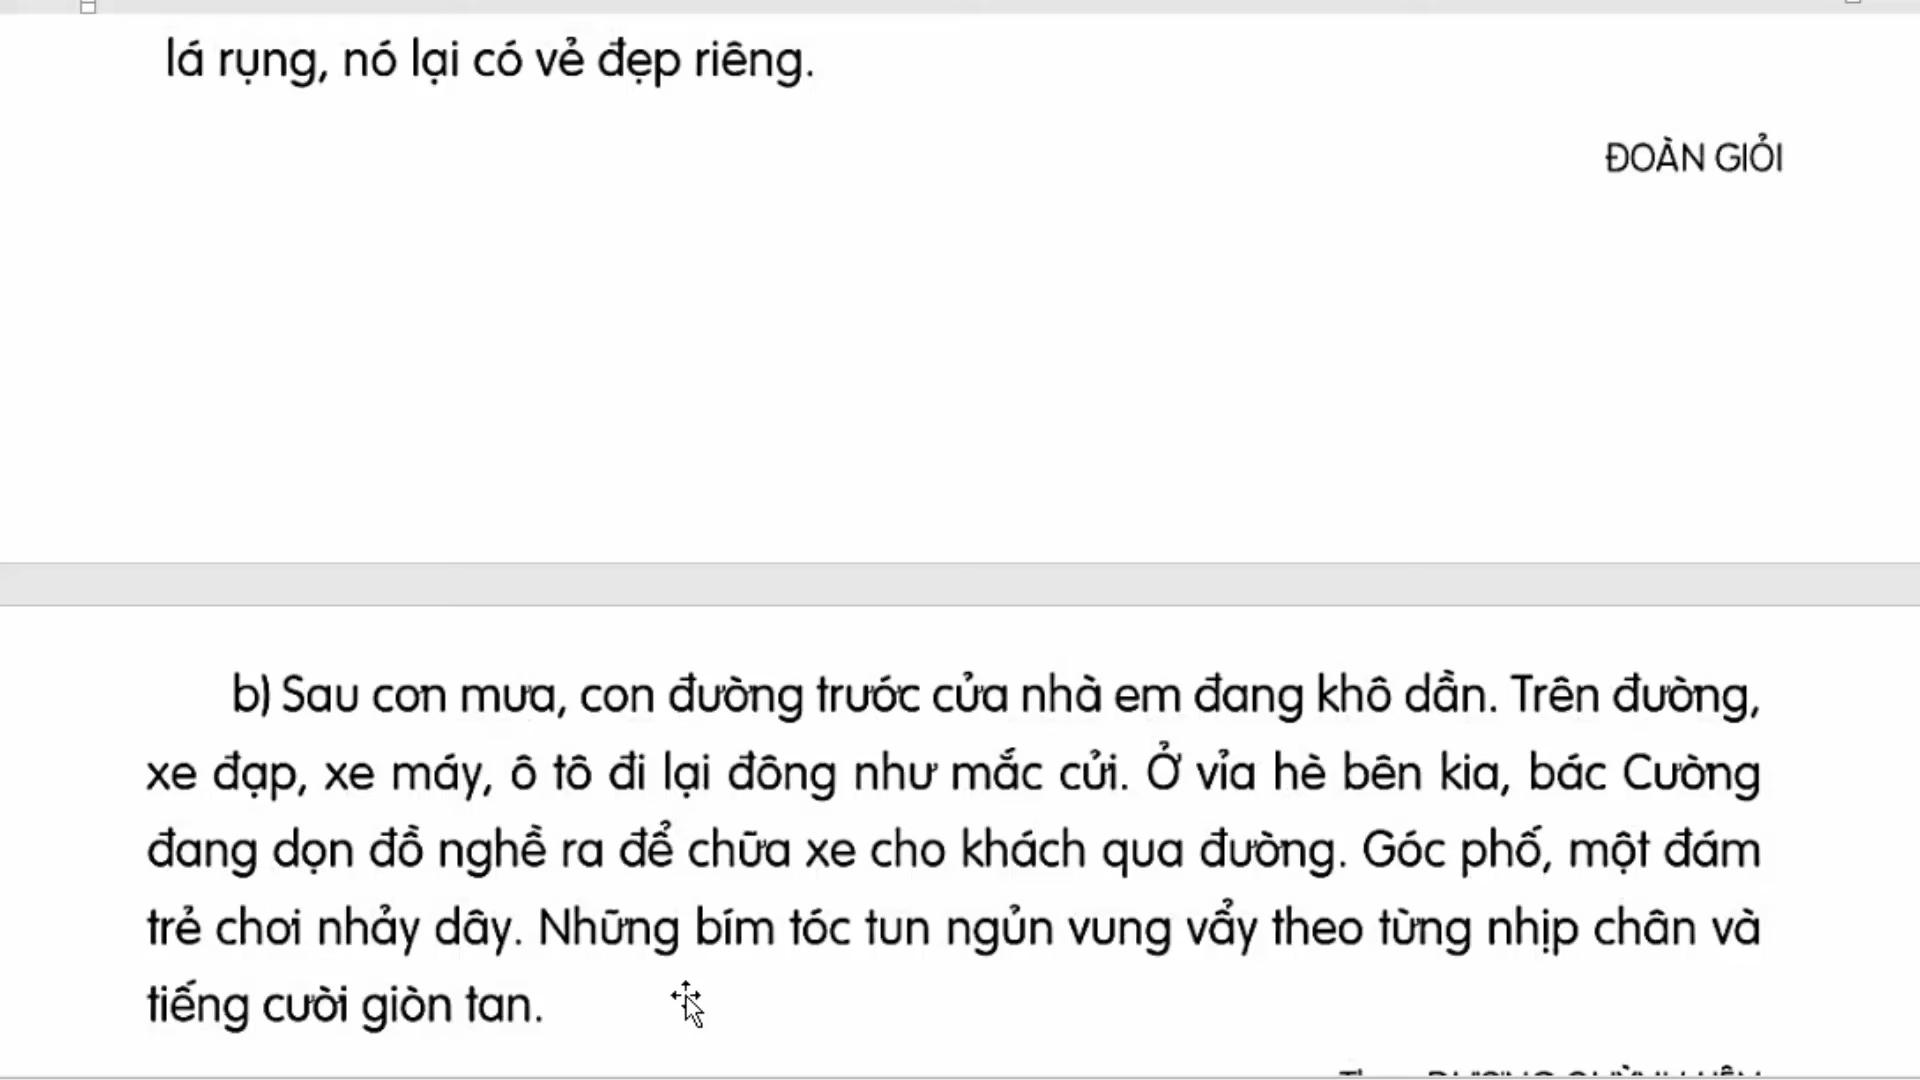 lá rụng, nó lại có vẻ đẹp riêng.
ĐOÀN GIỎI
b) Sau cơn mưa, con đường trước cửa nhà em đang khô dần. Trên đường,
xe đạp, xe máy, ô tô đi lại đông như mắc cửi. Ở vỉa hè bên kia, bác Cường
đang dọn đồ nghề ra để chữa xe cho khách qua đường. Góc phố, một đám
trẻ chơi nhảy dây. Những bím tóc tun ngủn vung vẩy theo từng nhịp chân và
tiếng cười giòn tan.